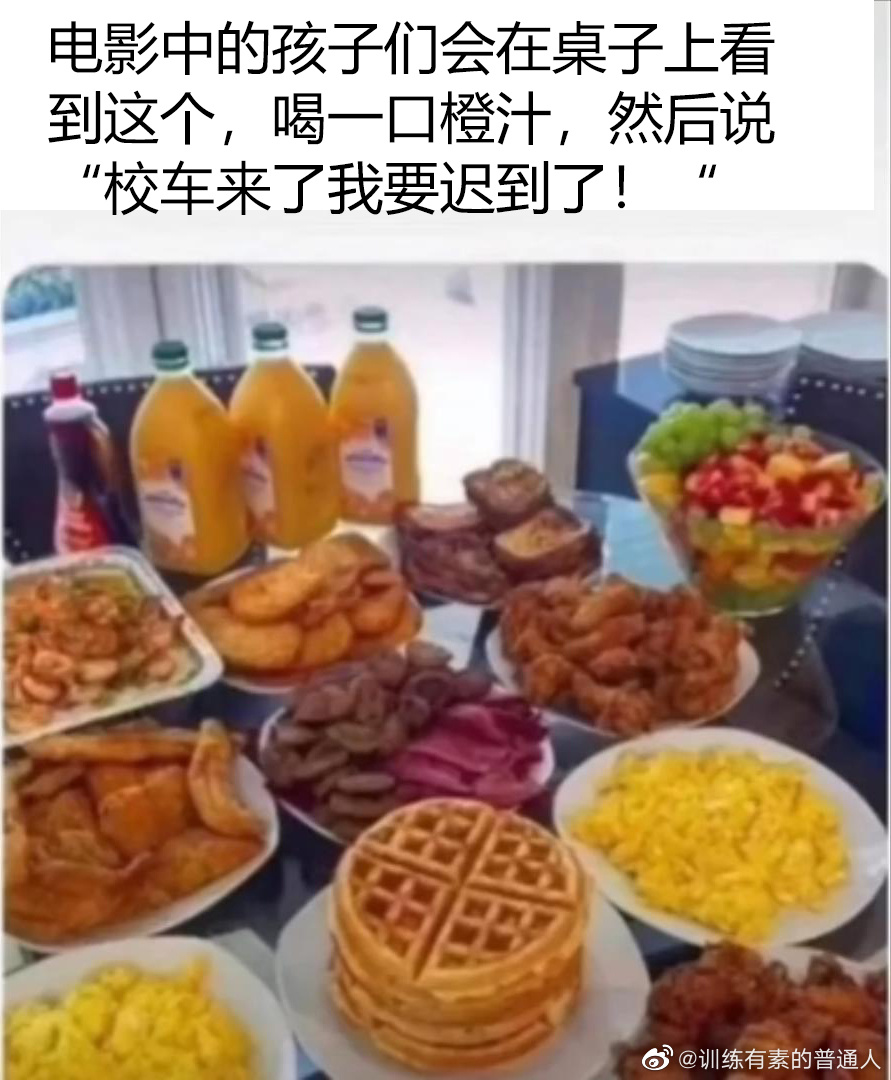 电影中的孩子们会在桌子上看
到这个，喝一口橙汁，然后说
“校车来了我要迟到了！ “
@训练有素的普通人